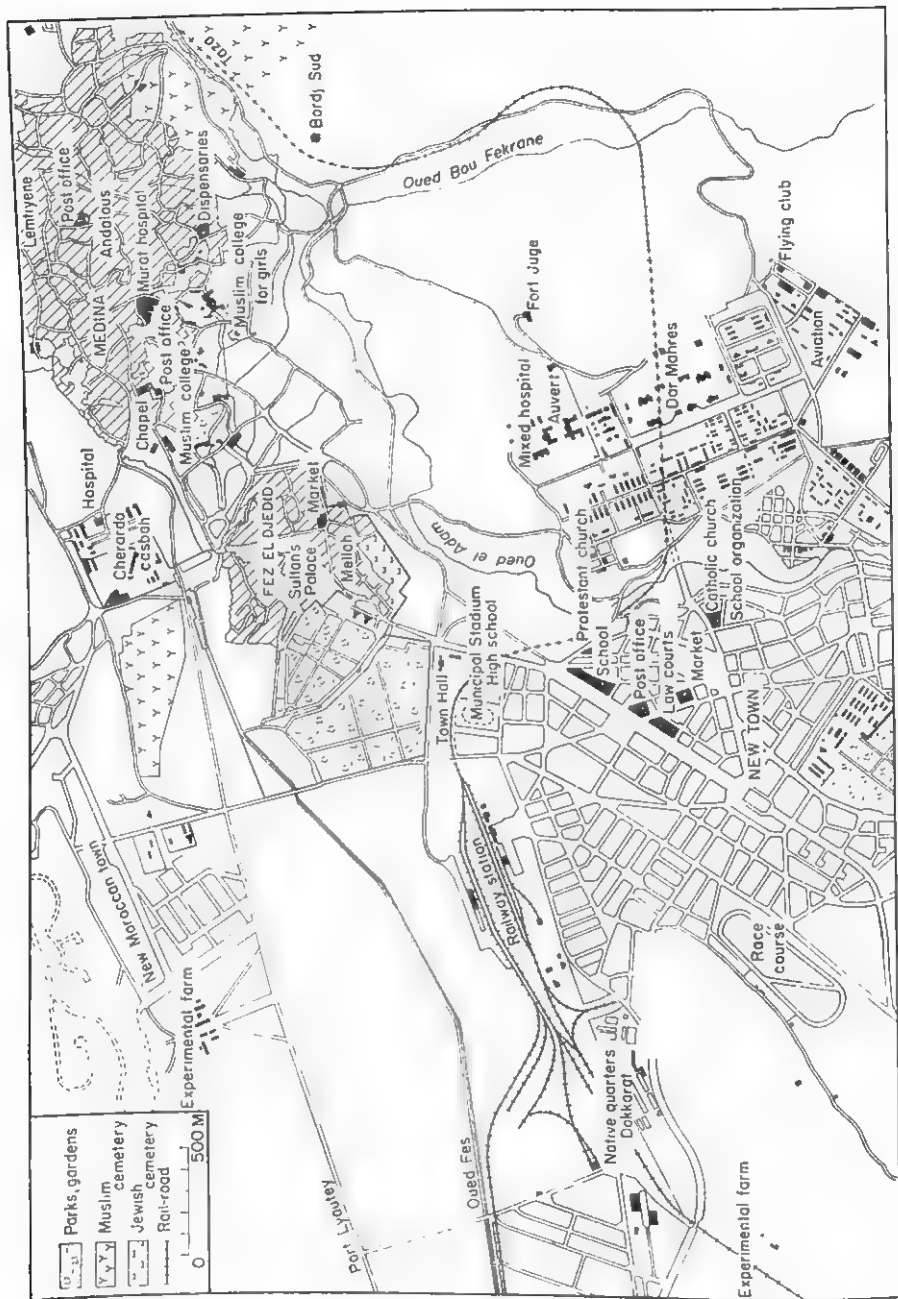 Parks, gardens
Muslim
cemetery
Jewish
cemetery
Rail-road
0 500 M
New Moroccan town
Experimental farm
Port Lyautey
Oued Fes
Hospital
Cherarda
casbah
Lemtiyene
Post office
Andalous
MEDINA
Murat hospital
Chapel
Post office
Muslim college
Dispensaries
Muslim college
for girls
Taza
Bordj Sud
FEZ EL DJEDID
Sultans
Palace
Market
Mellah
Oued Bou Fekrane
Oued el Adam
Town Hall
Municipal Stadium
High school
Railway station
Mixed hospital
Auvert
Fort Juge
Protestant church
School
Post office
Law courts
Market
Catholic church
School organization
NEW TOWN
Dar Mahres
Flying club
Aviation
Race
course
Native quarters
Dokkarat
Experimental farm